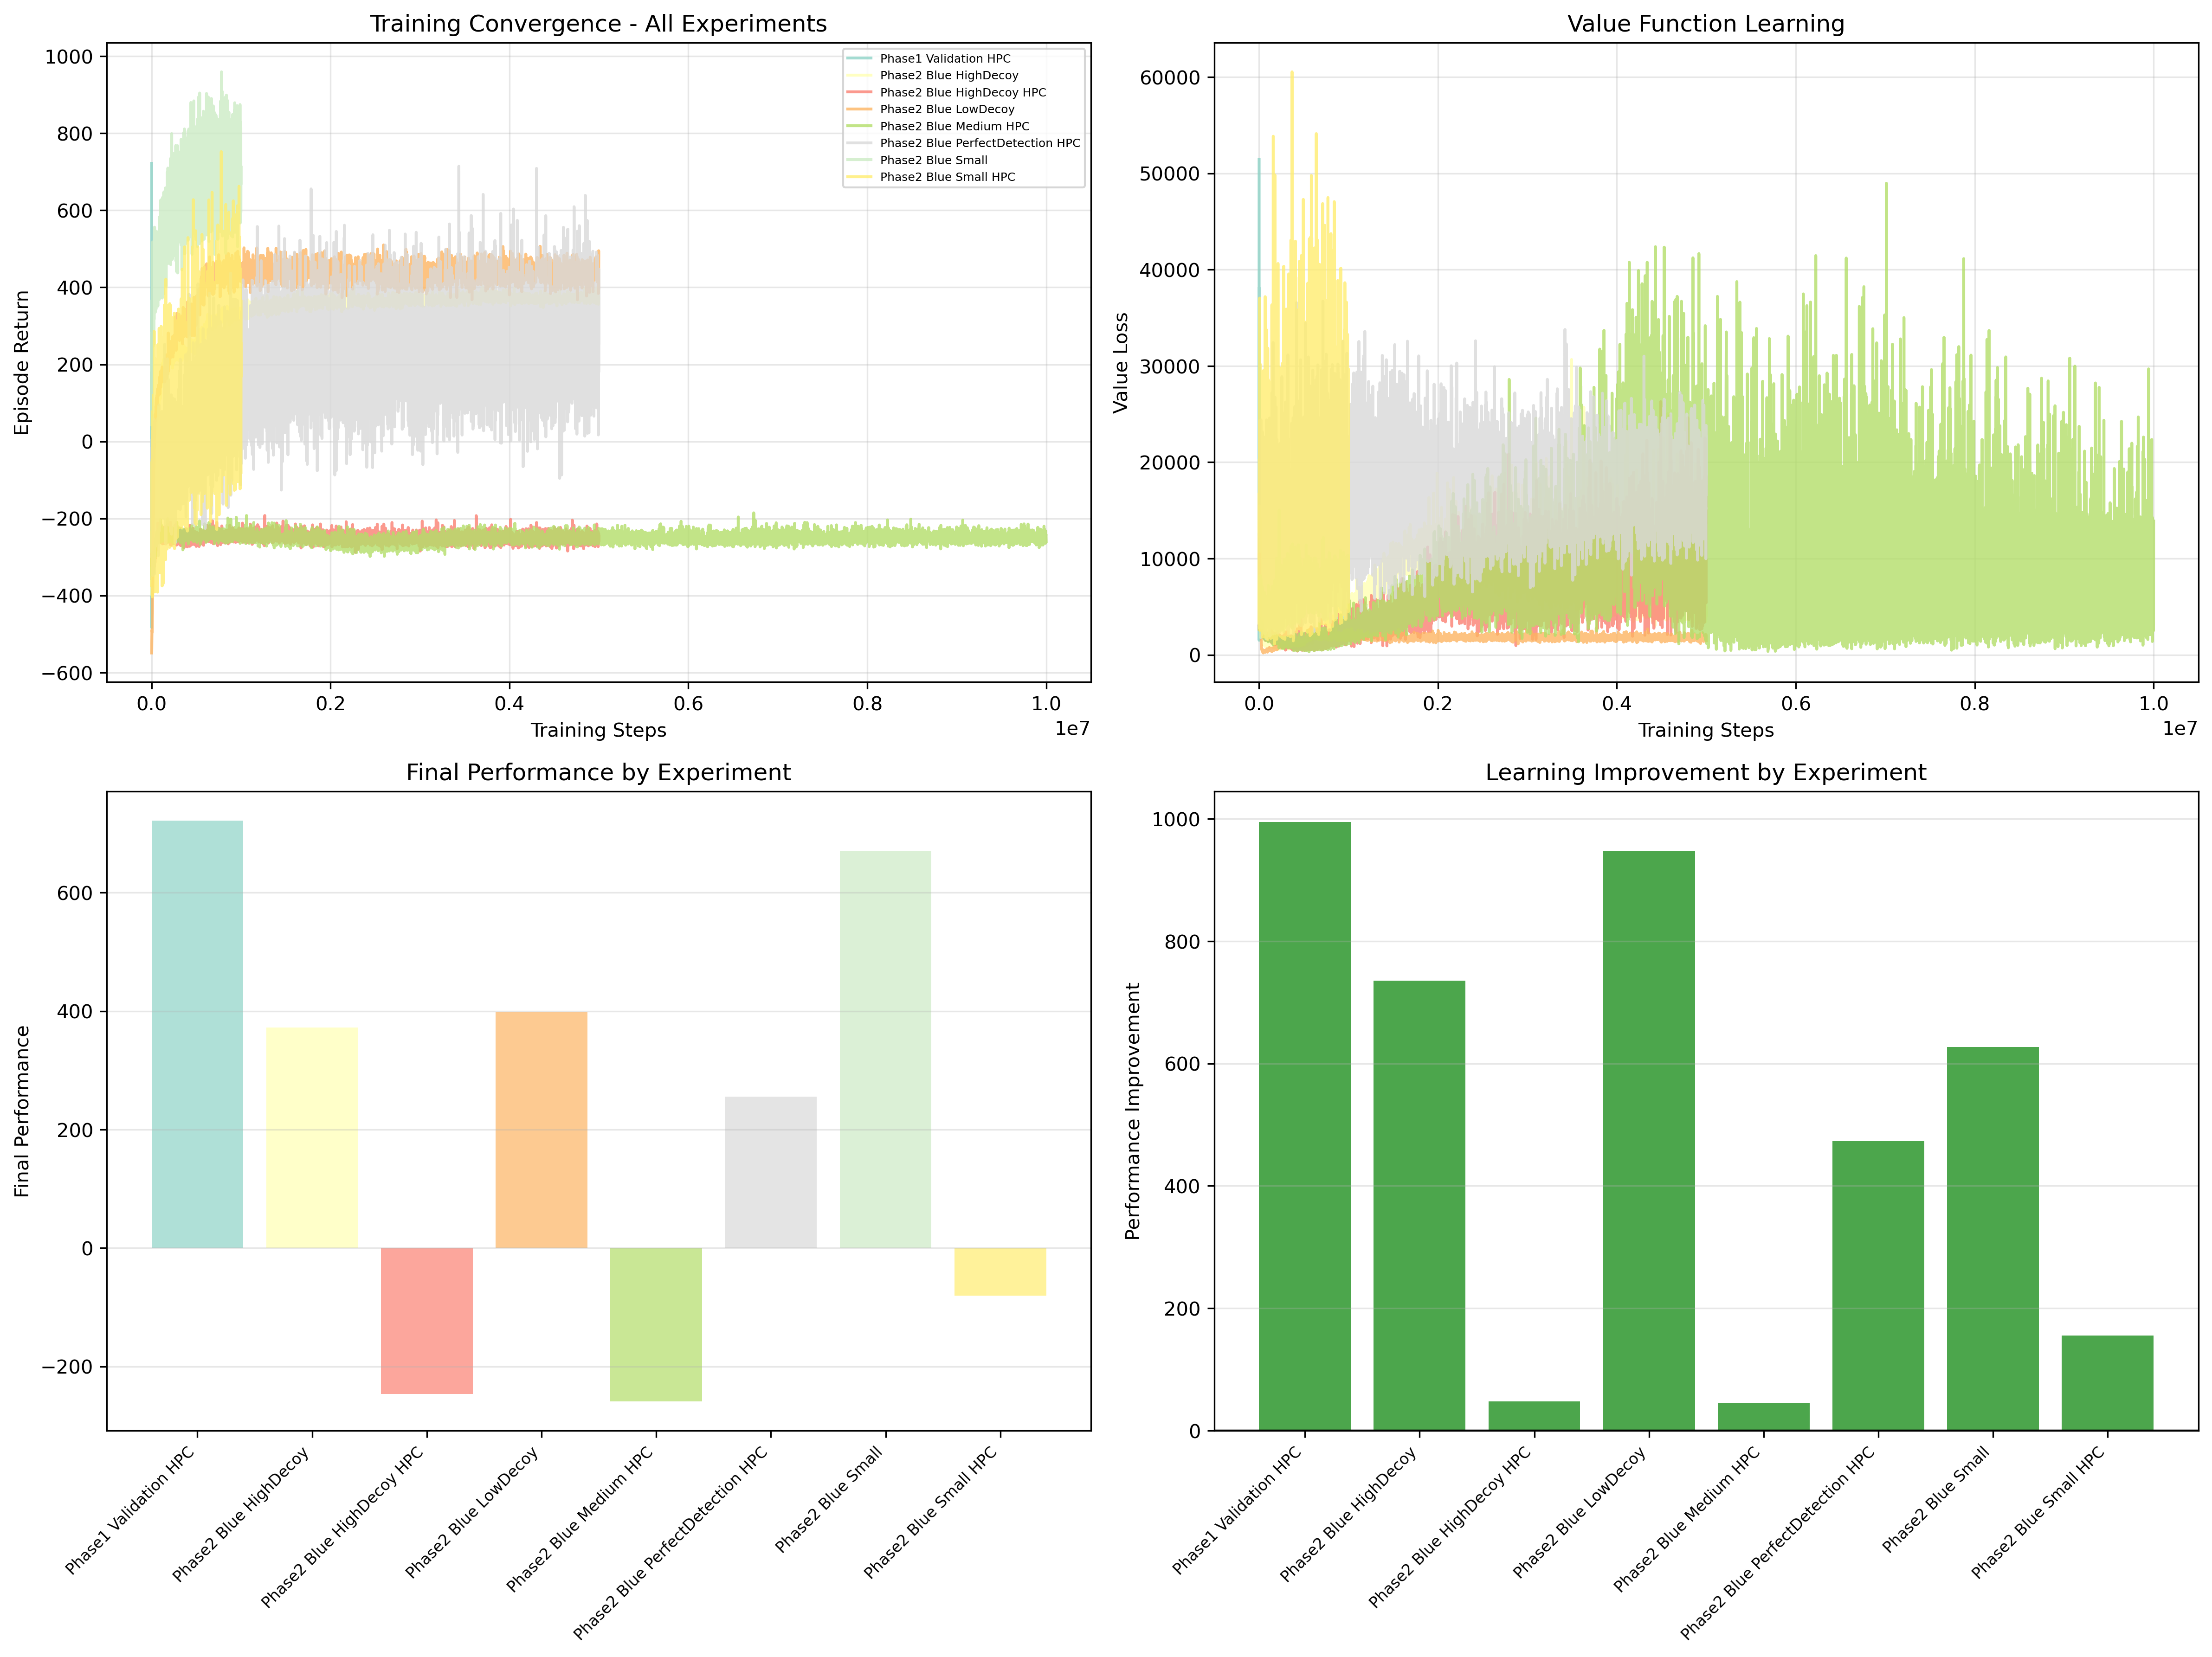 Training Convergence - All Experiments
Episode Return
1000
800
600
400
200
0
−200
−400
−600
Phase1 Validation HPC
Phase2 Blue HighDecoy
Phase2 Blue HighDecoy HPC
Phase2 Blue LowDecoy
Phase2 Blue Medium HPC
Phase2 Blue PerfectDetection HPC
Phase2 Blue Small
Phase2 Blue Small HPC
0.0 0.2 0.4 0.6 0.8 1.0
Training Steps
1e7
Value Function Learning
Value Loss
60000
50000
40000
30000
20000
10000
0
0.0 0.2 0.4 0.6 0.8 1.0
Training Steps
1e7
Final Performance by Experiment
Final Performance
600
400
200
0
−200
Phase1 Validation HPC
Phase2 Blue HighDecoy
Phase2 Blue HighDecoy HPC
Phase2 Blue LowDecoy
Phase2 Blue Medium HPC
Phase2 Blue PerfectDetection HPC
Phase2 Blue Small
Phase2 Blue Small HPC
Learning Improvement by Experiment
Performance Improvement
1000
800
600
400
200
0
Phase1 Validation HPC
Phase2 Blue HighDecoy
Phase2 Blue HighDecoy HPC
Phase2 Blue LowDecoy
Phase2 Blue Medium HPC
Phase2 Blue PerfectDetection HPC
Phase2 Blue Small
Phase2 Blue Small HPC